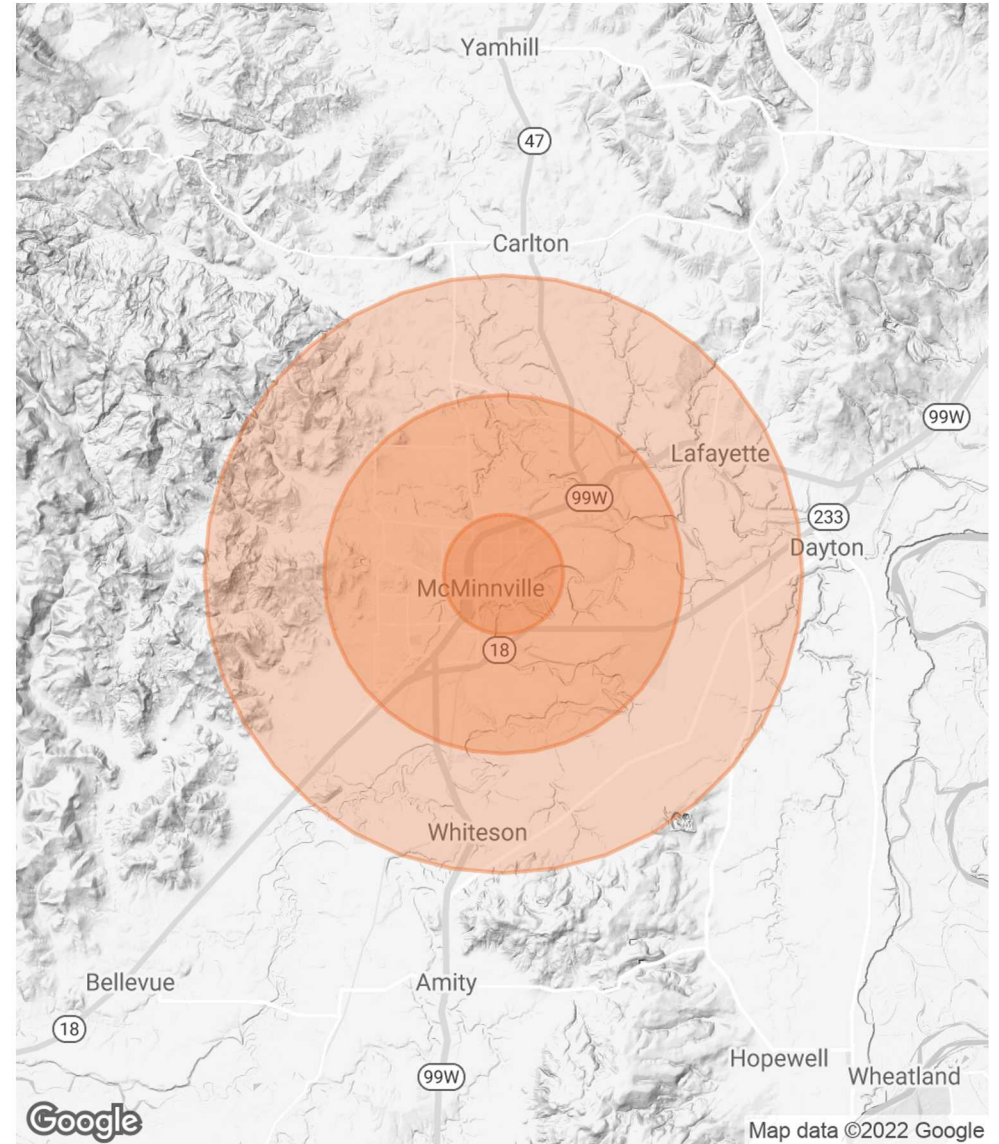 Yamhill
47
Carlton
99W
Lafayette
99W
233
Dayton
McMinnville
18
Whiteson
Bellevue
Amity
18
Hopewell
99W
Wheatland
Google
Map data ©2022 Google